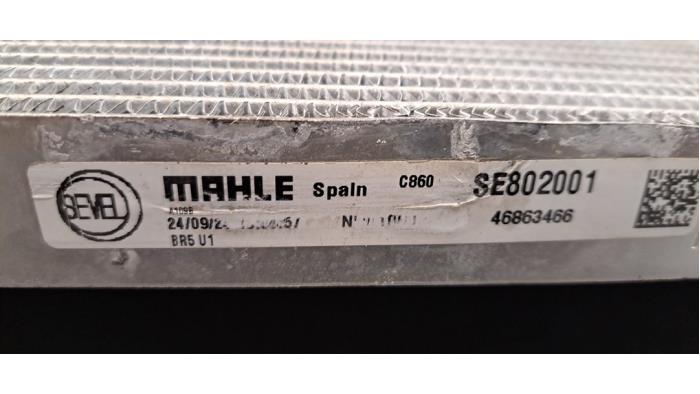 SEVEL
MAHLE Spain C860 SE802001
24/09/2
46863466
BR5 U1